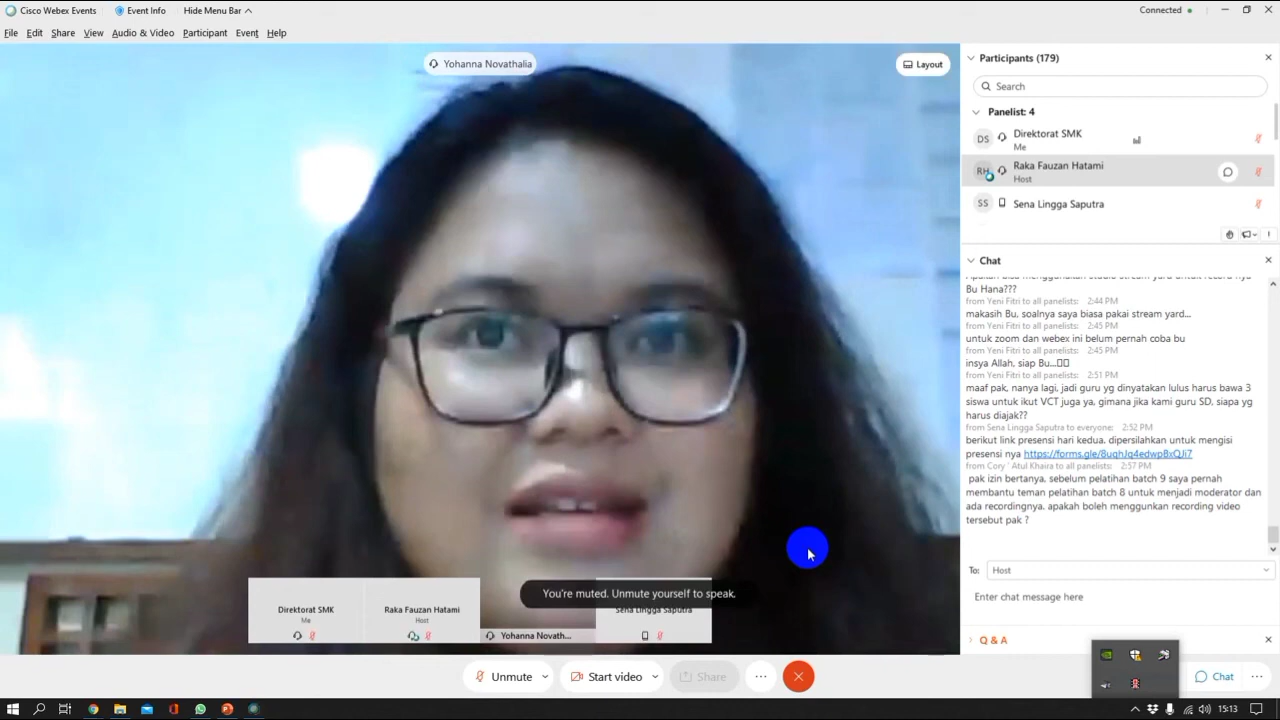 Cisco Webex Events
Event Info
Hide Menu Bar
Connected
File Edit Share View Audio & Video Participant Event Help
Yohanna Novathalia
Layout
Participants (179)
Search
Panelist: 4
DS
Direktorat SMK
Me
RH
Raka Fauzan Hatami
Host
SS
Sena Lingga Saputra
Chat
Bu Hana???
from Yeni Fitri to all panelists: 2:44 PM
makasih Bu, soalnya saya biasa pakai stream yard...
from Yeni Fitri to all panelists: 2:45 PM
untuk zoom dan webex ini belum pernah coba bu
from Yeni Fitri to all panelists: 2:45 PM
insya Allah, siap Bu...
from Yeni Fitri to all panelists: 2:51 PM
maaf pak, nanya lagi, jadi guru yg dinyatakan lulus harus bawa 3
siswa untuk ikut VCT juga ya, gimana jika kami guru SD, siapa yg
harus diajak??
from Sena Lingga Saputra to everyone: 2:52 PM
berikut link presensi hari kedua. dipersilahkan untuk mengisi
presensi nya https://forms.gle/8uqhJq4edwpBxQJi7
from Cory ' Atul Khaira to all panelists: 2:57 PM
pak izin bertanya. sebelum pelatihan batch 9 saya pernah
membantu teman pelatihan batch 8 untuk menjadi moderator dan
ada recordingnya. apakah boleh menggunkan recording video
tersebut pak ?
To: Host
Enter chat message here
Q & A
You're muted. Unmute yourself to speak.
Direktorat SMK
Me
Raka Fauzan Hatami
Host
Yohanna Novath...
Sena Lingga Saputra
Unmute
Start video
Share
Chat
15:13